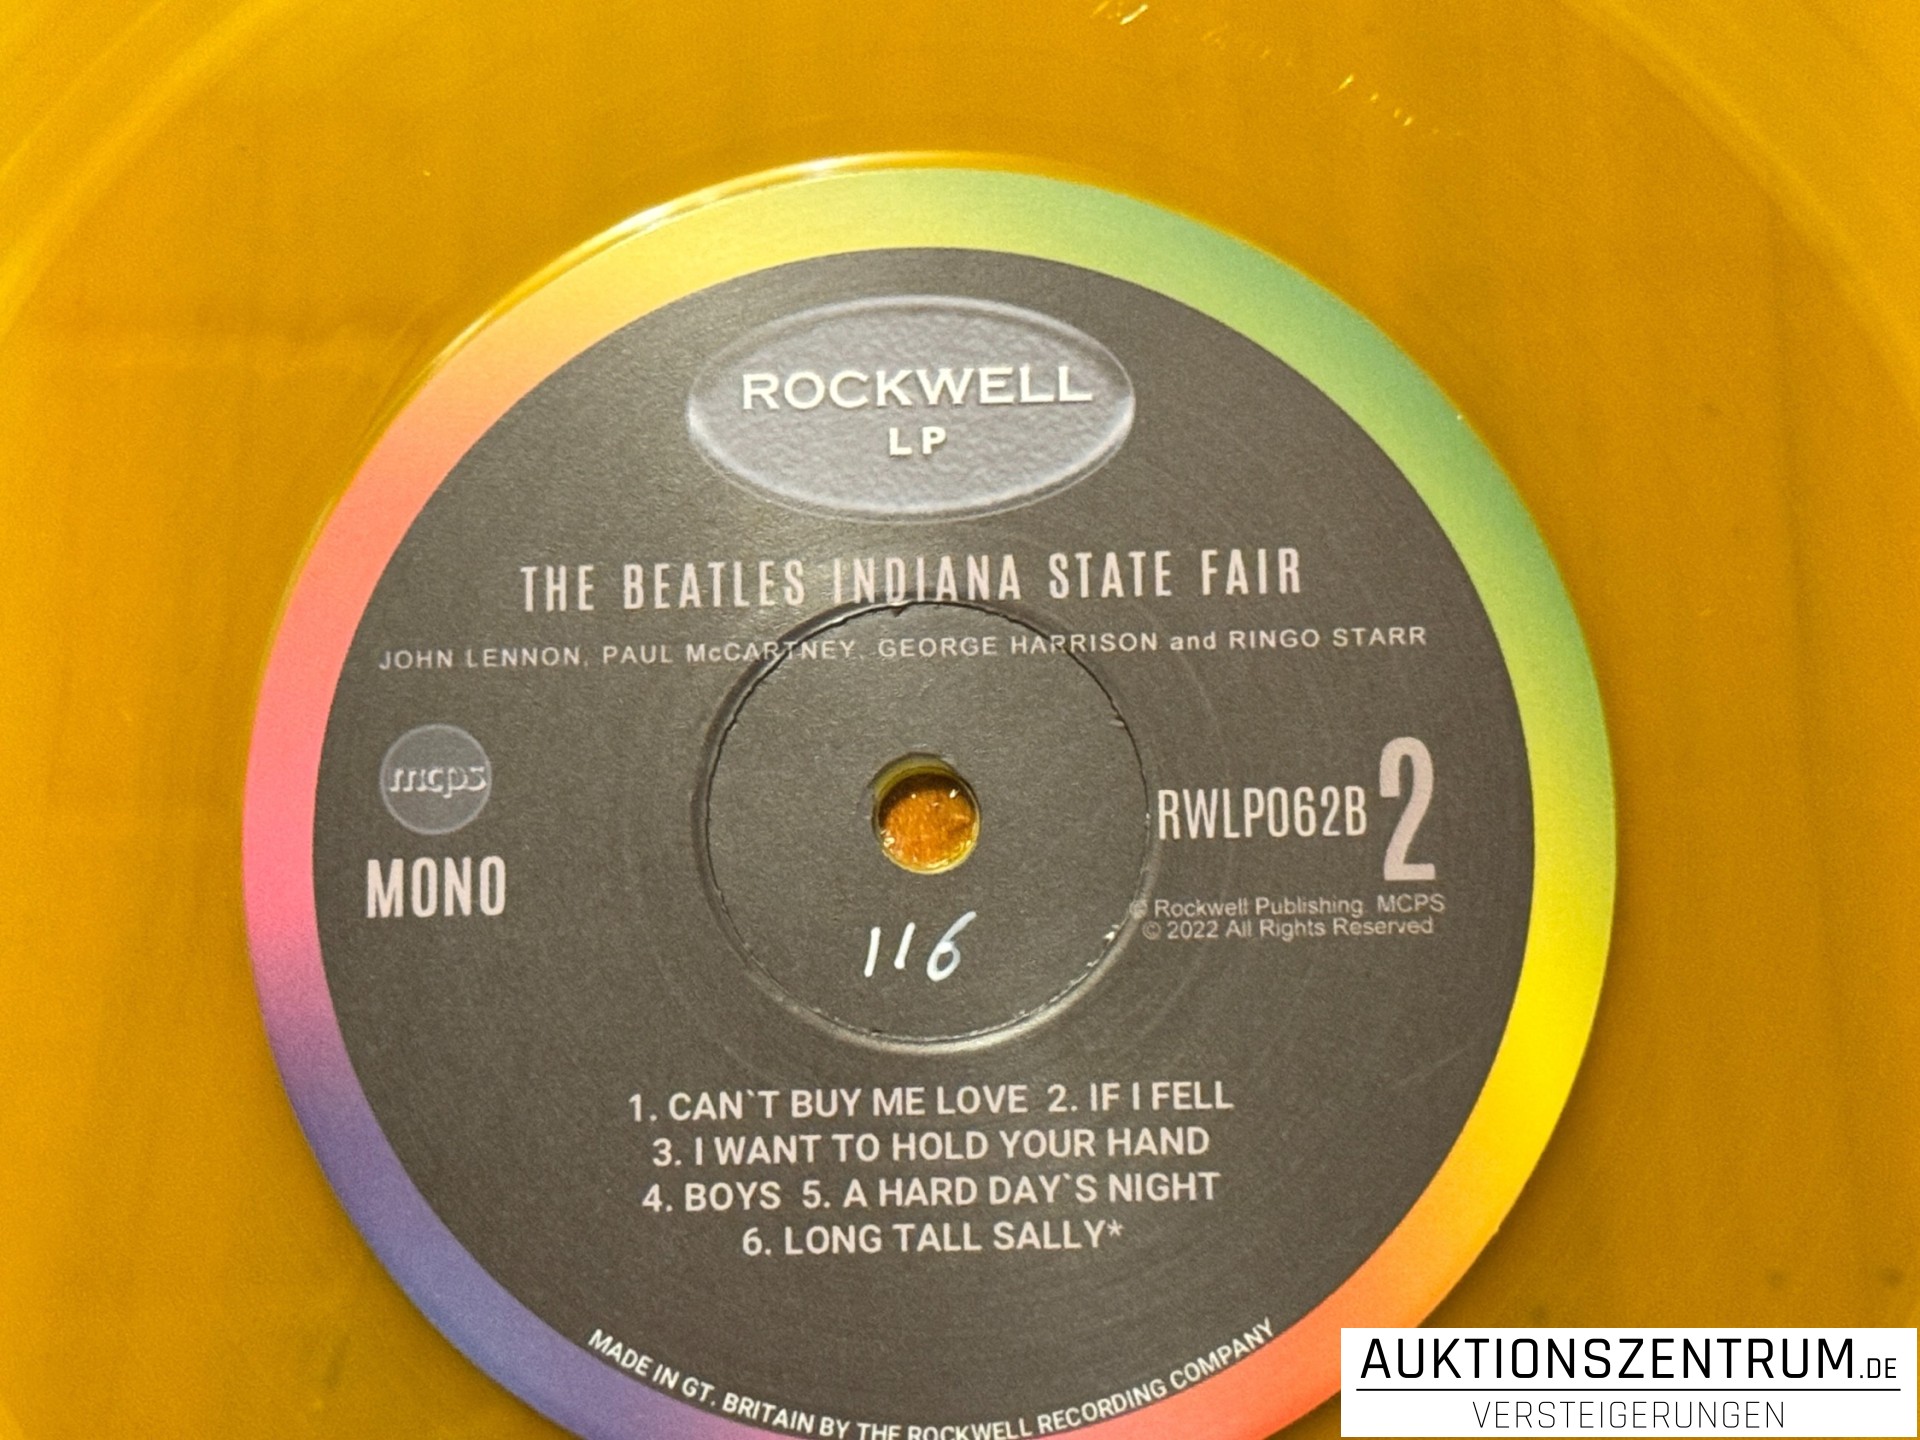 ROCKWELL
LP
THE BEATLES INDIANA STATE FAIR
JOHN LENNON, PAUL McCARTNEY, GEORGE HARRISON and RINGO STARR
mcps
MONO
RWLP062B 2
℗ Rockwell Publishing. MCPS
© 2022 All Rights Reserved
116
1. CAN`T BUY ME LOVE 2. IF I FELL
3. I WANT TO HOLD YOUR HAND
4. BOYS 5. A HARD DAY`S NIGHT
6. LONG TALL SALLY*
MADE IN GT. BRITAIN BY THE ROCKWELL RECORDING COMPANY
AUKTIONSZENTRUM.DE
VERSTEIGERUNGEN